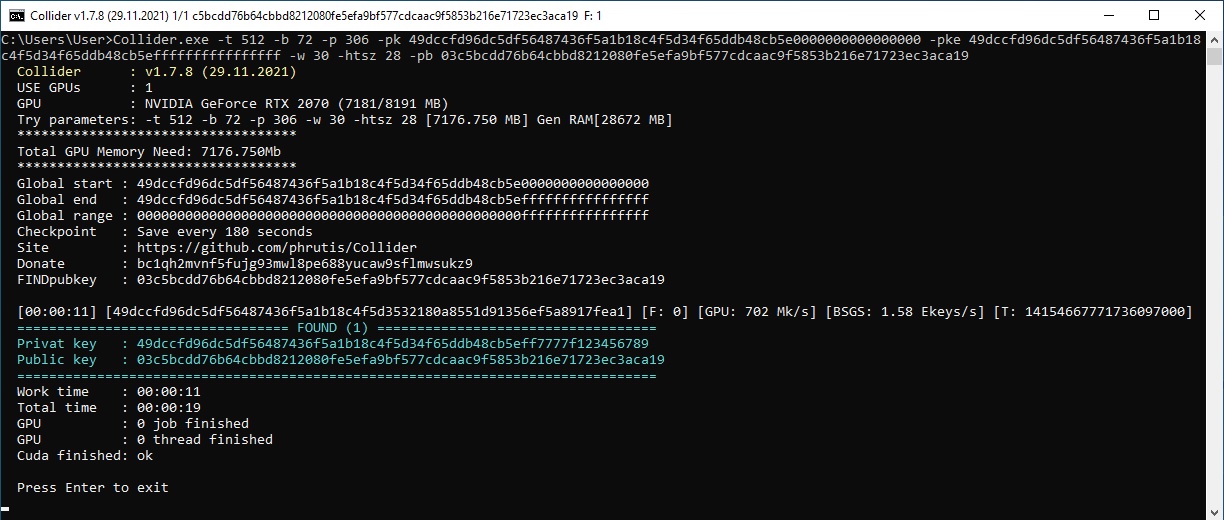 Collider v1.7.8 (29.11.2021) 1/1 c5bcdd76b64cbbd8212080fe5efa9bf577cdcaac9f5853b216e71723ec3aca19 F: 1
C:\Users\User>Collider.exe -t 512 -b 72 -p 306 -pk 49dccfd96dc5df56487436f5a1b18c4f5d34f65ddb48cb5e0000000000000000 -pke 49dccfd96dc5df56487436f5a1b18
c4f5d34f65ddb48cb5effffffffffffffff -w 30 -htsz 28 -pb 03c5bcdd76b64cbbd8212080fe5efa9bf577cdcaac9f5853b216e71723ec3aca19
Collider : v1.7.8 (29.11.2021)
USE GPUs : 1
GPU : NVIDIA GeForce RTX 2070 (7181/8191 MB)
Try parameters: -t 512 -b 72 -p 306 -w 30 -htsz 28 [7176.750 MB] Gen RAM[28672 MB]
***********************************
Total GPU Memory Need: 7176.750Mb
***********************************
Global start : 49dccfd96dc5df56487436f5a1b18c4f5d34f65ddb48cb5e0000000000000000
Global end : 49dccfd96dc5df56487436f5a1b18c4f5d34f65ddb48cb5effffffffffffffff
Global range : 000000000000000000000000000000000000000000000000ffffffffffffffff
Checkpoint : Save every 180 seconds
Site : https://github.com/phrutis/Collider
Donate : bc1qh2mvnf5fujg93mwl8pe688yucaw9sflmwsukz9
FINDpubkey : 03c5bcdd76b64cbbd8212080fe5efa9bf577cdcaac9f5853b216e71723ec3aca19
[00:00:11] [49dccfd96dc5df56487436f5a1b18c4f5d3532180a8551d91356ef5a8917fea1] [F: 0] [GPU: 702 Mk/s] [BSGS: 1.58 Ekeys/s] [T: 14154667771736097000]
================================== FOUND (1) ===================================
Privat key : 49dccfd96dc5df56487436f5a1b18c4f5d34f65ddb48cb5eff7777f123456789
Public key : 03c5bcdd76b64cbbd8212080fe5efa9bf577cdcaac9f5853b216e71723ec3aca19
================================================================================
Work time : 00:00:11
Total time : 00:00:19
GPU : 0 job finished
GPU : 0 thread finished
Cuda finished: ok
Press Enter to exit